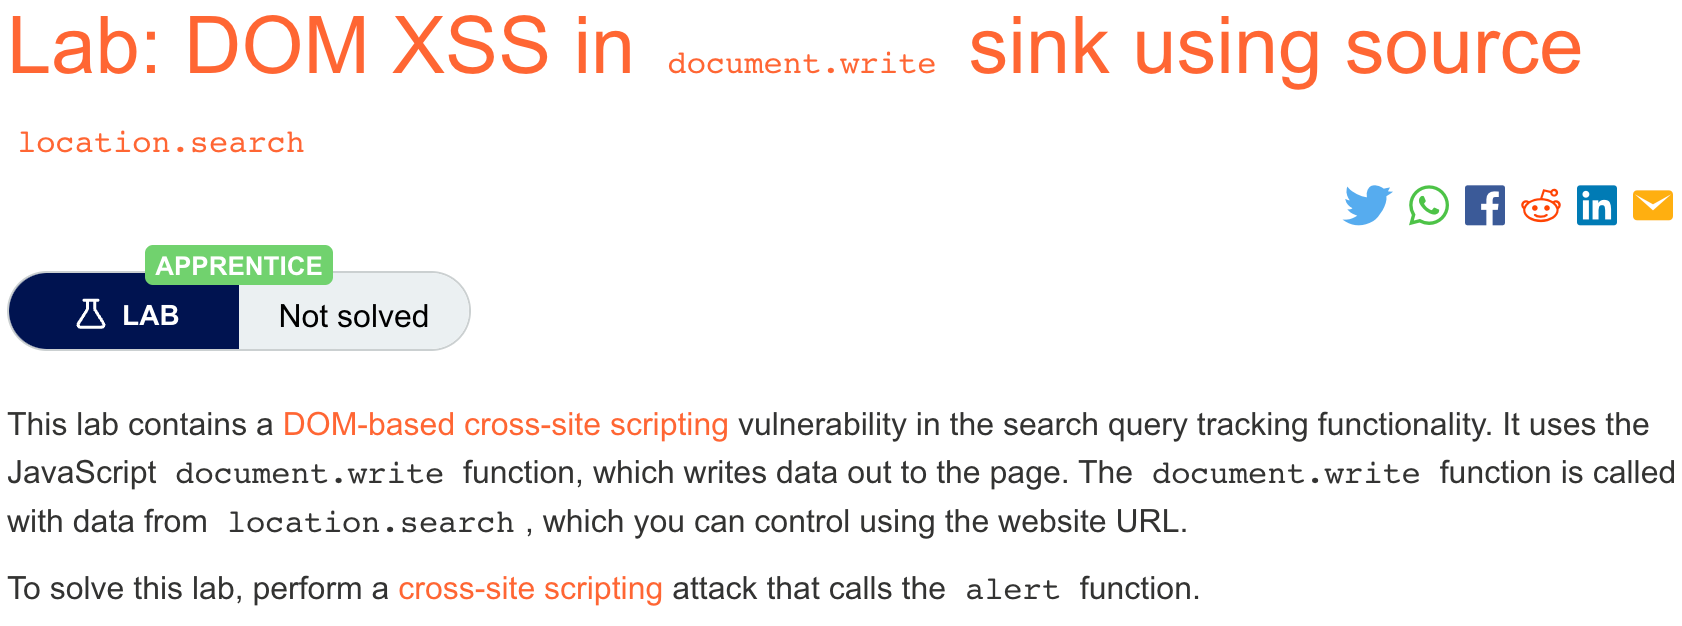 Lab: DOM XSS in document.write sink using source
location.search
APPRENTICE
LAB Not solved
This lab contains a DOM-based cross-site scripting vulnerability in the search query tracking functionality. It uses the
JavaScript document.write function, which writes data out to the page. The document.write function is called
with data from location.search, which you can control using the website URL.
To solve this lab, perform a cross-site scripting attack that calls the alert function.